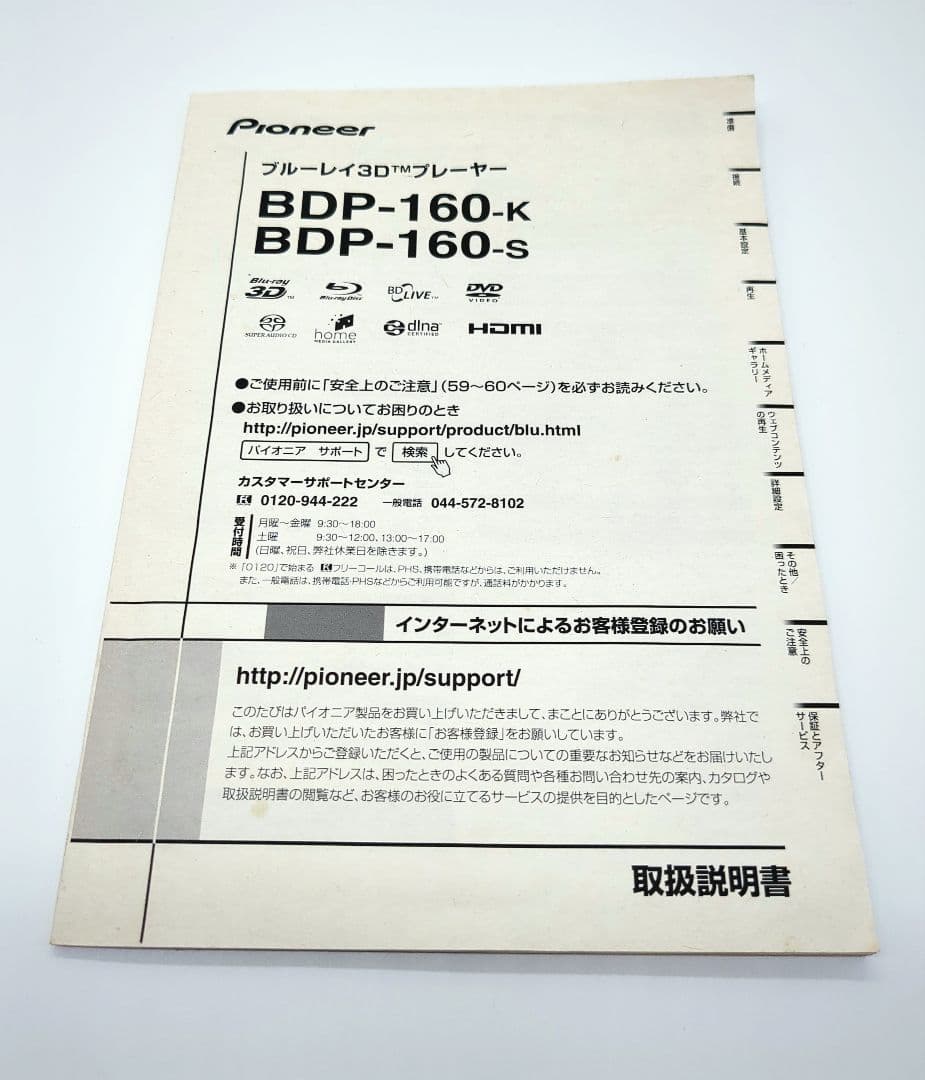 Pioneer
ブルーレイ3D™プレーヤー
BDP-160-K
BDP-160-S
Blu-ray 3D™ Blu-ray Disc BD LIVE™ DVD VIDEO
SUPER AUDIO CD home MEDIA GALLERY dlna CERTIFIED HDMI
●ご使用前に「安全上のご注意」（59～60ページ）を必ずお読みください。
●お取り扱いについてお困りのとき
http://pioneer.jp/support/product/blu.html
パイオニア サポート で 検索 してください。
カスタマーサポートセンター
0120-944-222 一般電話 044-572-8102
受付時間
月曜～金曜 9:30～18:00
土曜 9:30～12:00、13:00～17:00
（日曜、祝日、弊社休業日を除きます。）
※「0120」で始まる フリーコールは、PHS、携帯電話などからは、ご利用いただけません。
また、一般電話は、携帯電話・PHSなどからご利用可能ですが、通話料がかかります。
インターネットによるお客様登録のお願い
http://pioneer.jp/support/
このたびはパイオニア製品をお買い上げいただきまして、まことにありがとうございます。弊社で
は、お買い上げいただいたお客様に「お客様登録」をお願いしています。
上記アドレスからご登録いただくと、ご使用の製品についての重要なお知らせなどをお届けいたし
ます。なお、上記アドレスは、困ったときのよくある質問や各種お問い合わせ先の案内、カタログや
取扱説明書の閲覧など、お客様のお役に立てるサービスの提供を目的としたページです。
取扱説明書
準備
接続
基本設定
再生
ホームメディア
ギャラリー
ウェブコンテンツ
の再生
詳細設定
その他/
困ったとき
安全上の
ご注意
保証とアフター
サービス